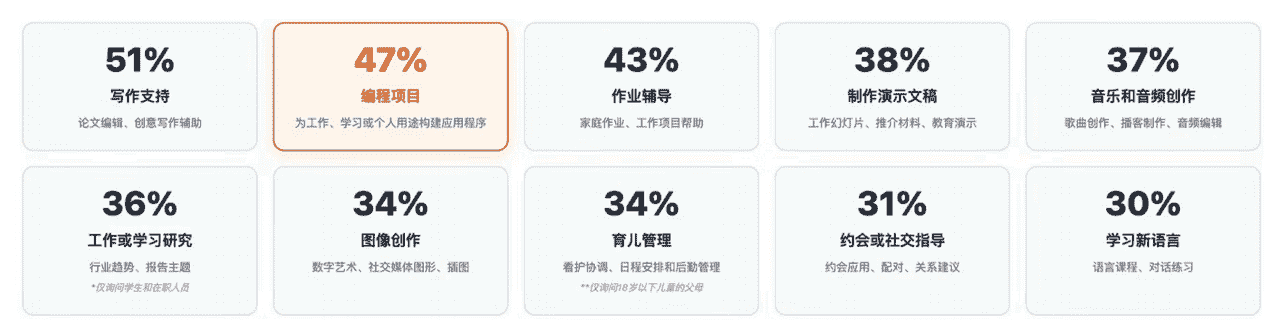 51%
写作支持
论文编辑、创意写作辅助
47%
编程项目
为工作、学习或个人用途构建应用程序
43%
作业辅导
家庭作业、工作项目帮助
38%
制作演示文稿
工作幻灯片、推介材料、教育演示
37%
音乐和音频创作
歌曲创作、播客制作、音频编辑
36%
工作或学习研究
行业趋势、报告主题
*仅询问学生和在职人员
34%
图像创作
数字艺术、社交媒体图形、插图
34%
育儿管理
看护协调、日程安排和后勤管理
**仅询问18岁以下儿童的父母
31%
约会或社交指导
约会应用、配对、关系建议
30%
学习新语言
语言课程、对话练习